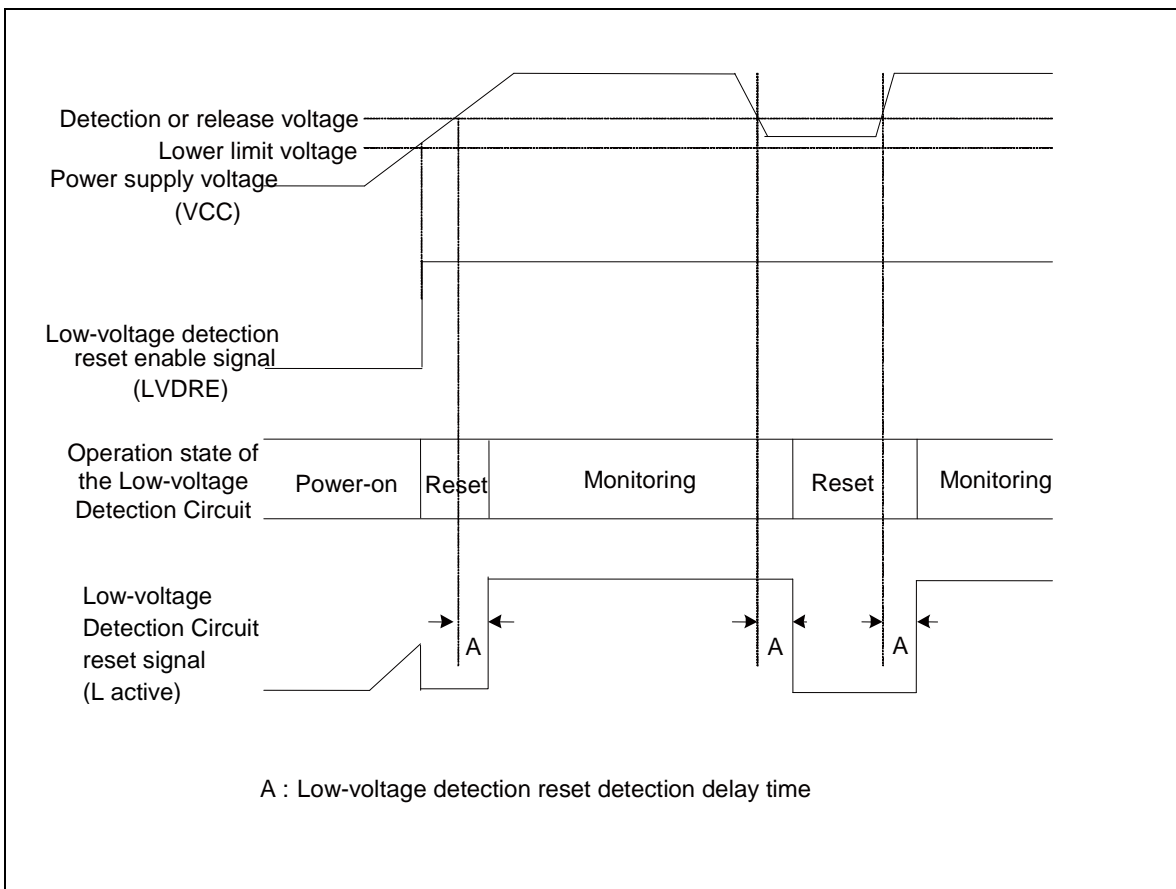 Detection or release voltage
Lower limit voltage
Power supply voltage
(VCC)
Low-voltage detection
reset enable signal
(LVDRE)
Operation state of
the Low-voltage
Detection Circuit
Power-on
Reset
Monitoring
Reset
Monitoring
Low-voltage
Detection Circuit
reset signal
(L active)
A
A
A
A : Low-voltage detection reset detection delay time